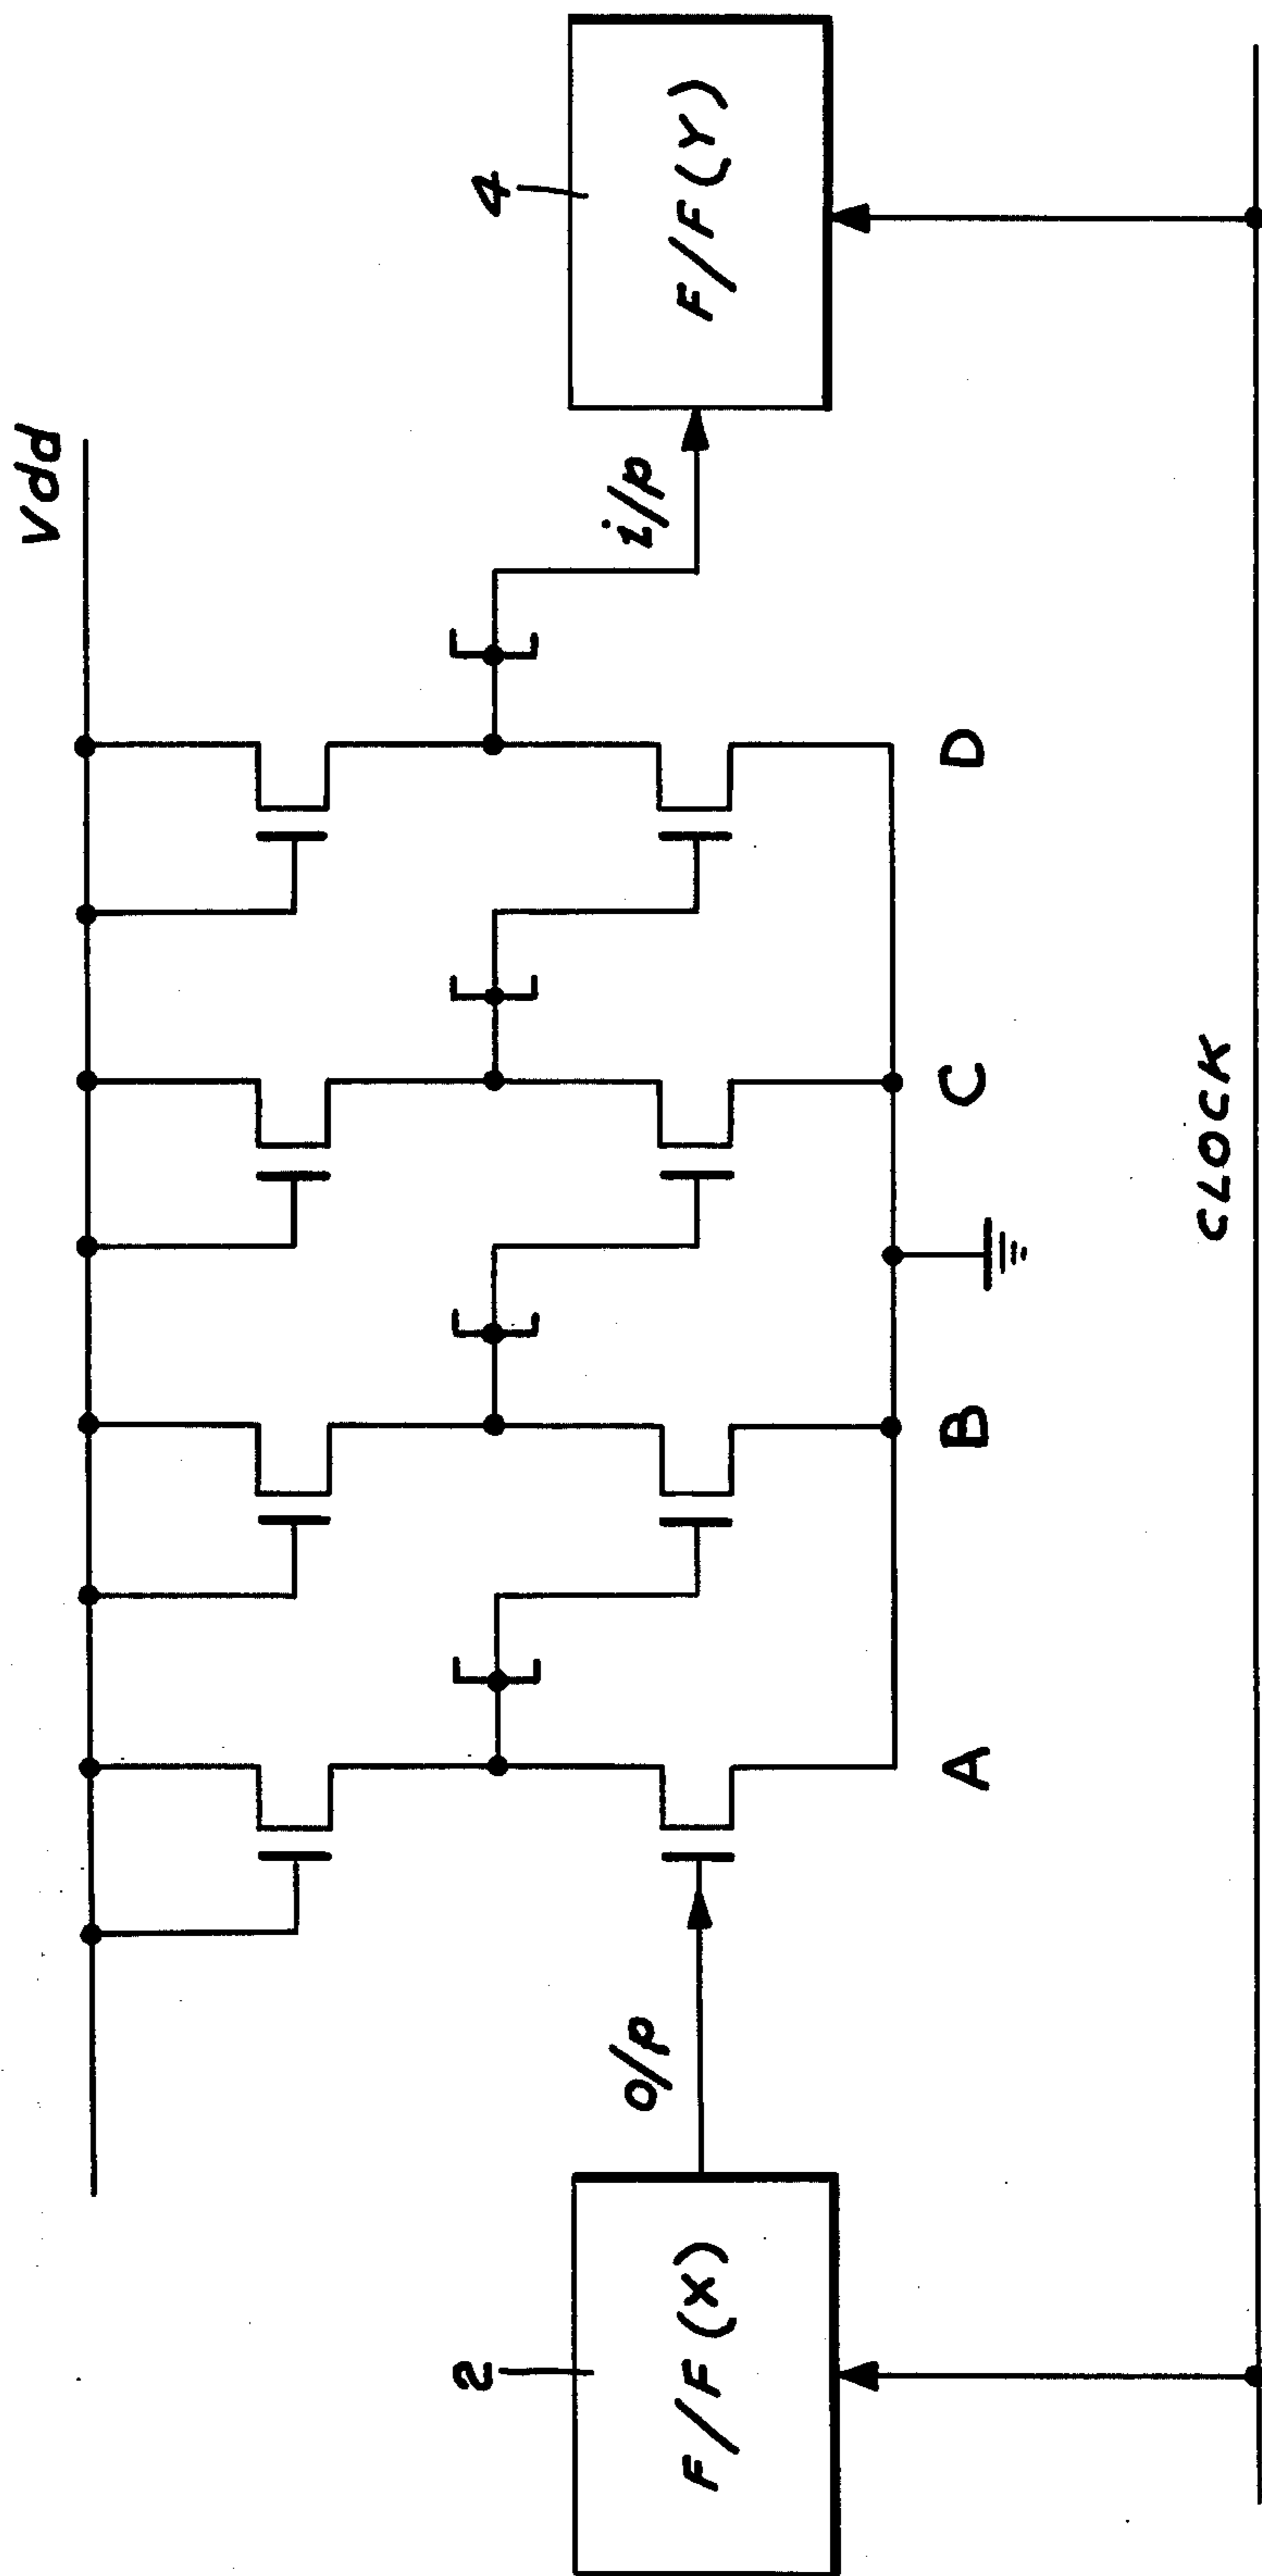 Vdd
2
F/F (X)
O/P
i/p
4
F/F (Y)
A
B
C
D
CLOCK